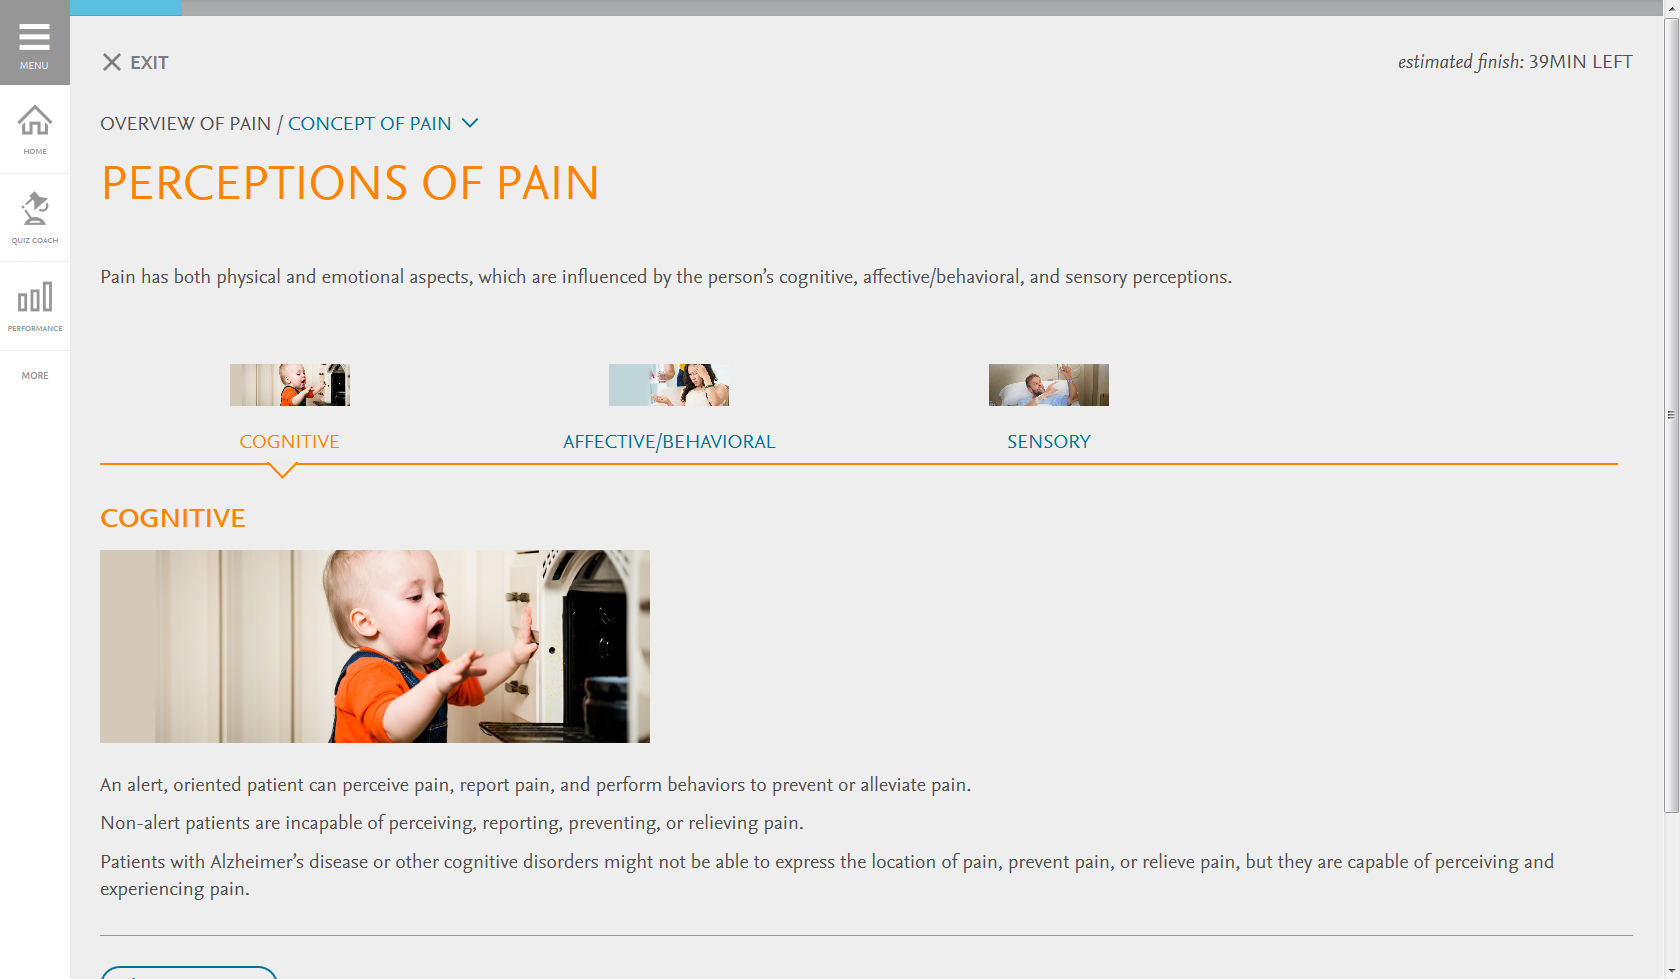 MENU
EXIT
estimated finish: 39MIN LEFT
HOME
QUIZ COACH
PERFORMANCE
MORE
OVERVIEW OF PAIN / CONCEPT OF PAIN
PERCEPTIONS OF PAIN
Pain has both physical and emotional aspects, which are influenced by the person’s cognitive, affective/behavioral, and sensory perceptions.
COGNITIVE
AFFECTIVE/BEHAVIORAL
SENSORY
COGNITIVE
An alert, oriented patient can perceive pain, report pain, and perform behaviors to prevent or alleviate pain.
Non-alert patients are incapable of perceiving, reporting, preventing, or relieving pain.
Patients with Alzheimer’s disease or other cognitive disorders might not be able to express the location of pain, prevent pain, or relieve pain, but they are capable of perceiving and
experiencing pain.